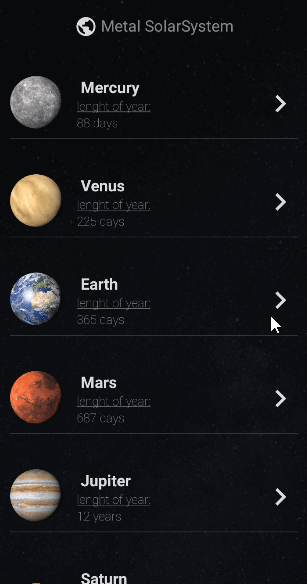 Metal SolarSystem
Mercury
lenght of year:
88 days
Venus
lenght of year:
225 days
Earth
lenght of year:
365 days
Mars
lenght of year:
687 days
Jupiter
lenght of year:
12 years
Saturn